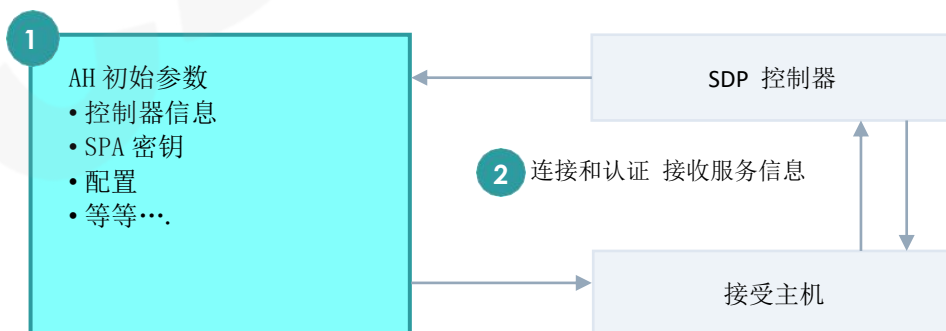 1
AH 初始参数
• 控制器信息
• SPA 密钥
• 配置
• 等等….
SDP 控制器
2 连接和认证 接收服务信息
接受主机